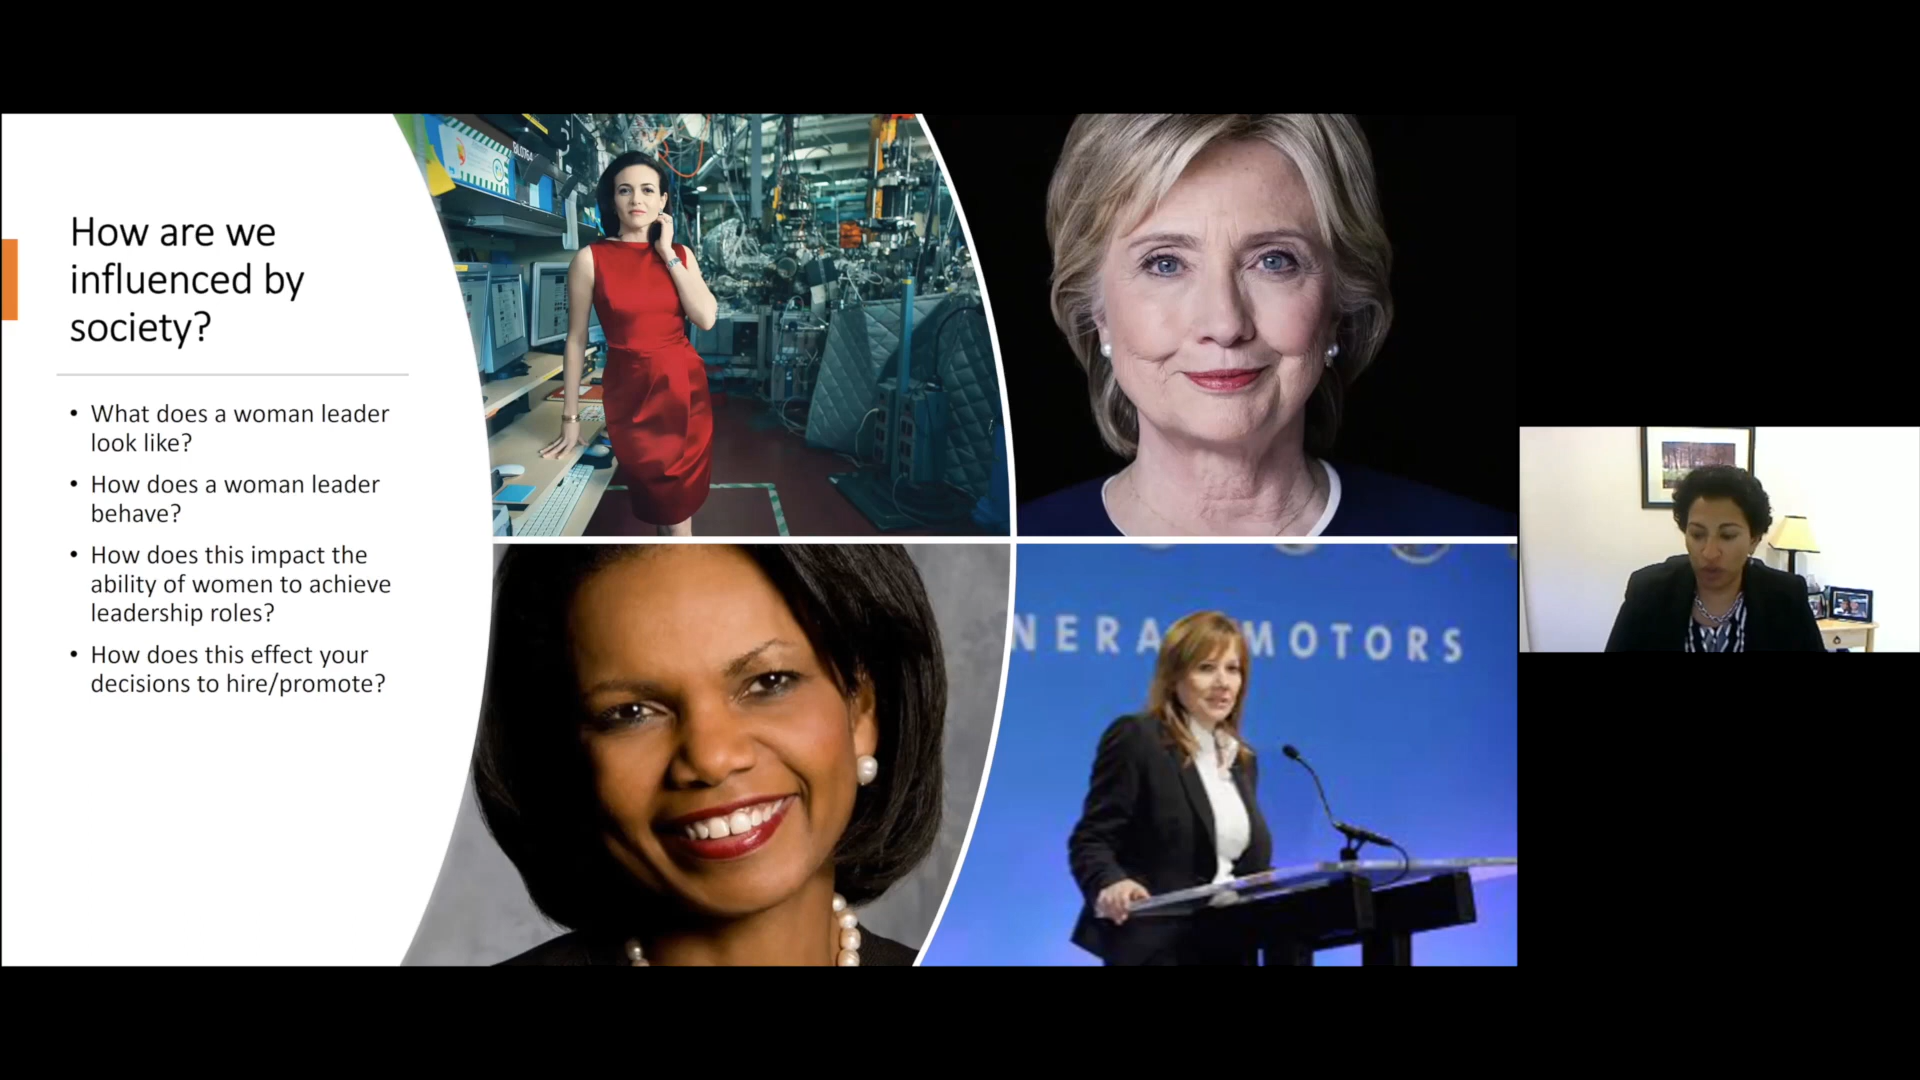 How are we
influenced by
society?
• What does a woman leader
look like?
• How does a woman leader
behave?
• How does this impact the
ability of women to achieve
leadership roles?
• How does this effect your
decisions to hire/promote?
BL0764
NERA MOTORS